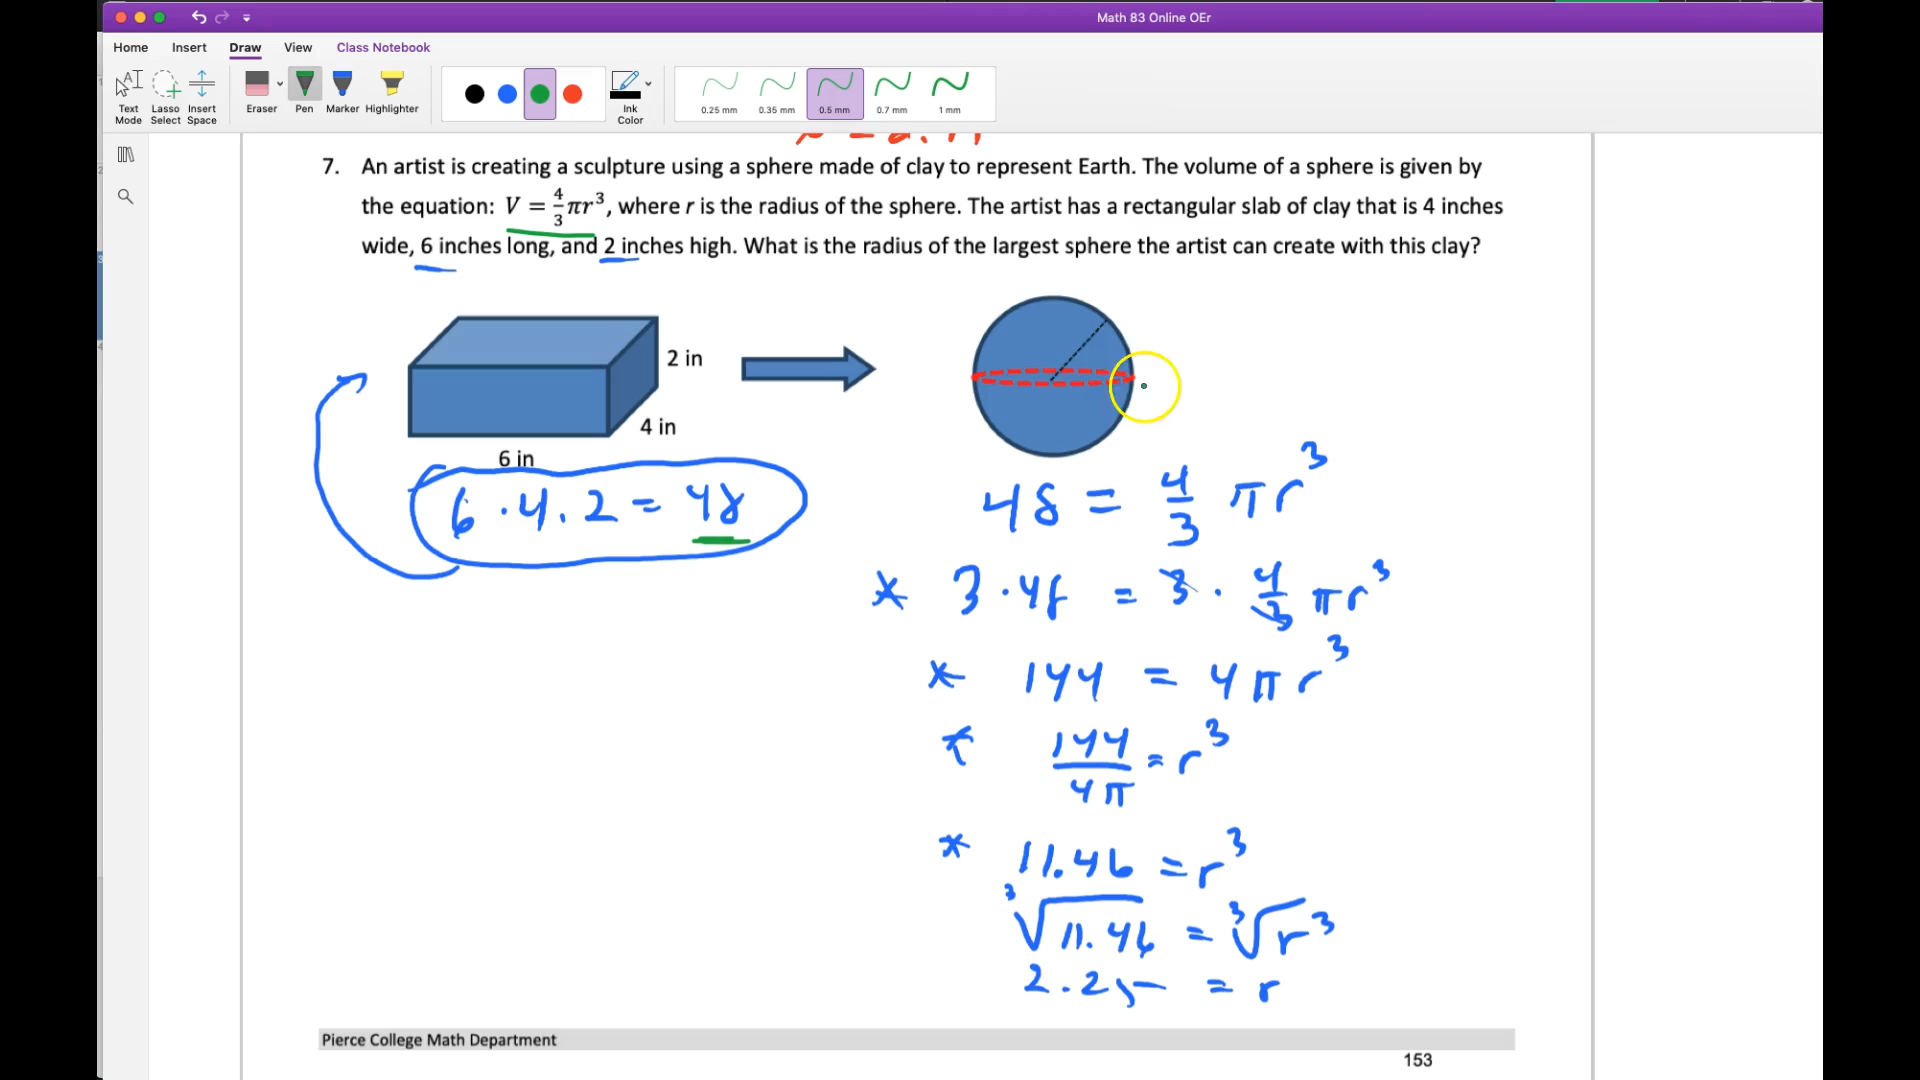 Math 83 Online OEr
Home Insert Draw View Class Notebook
Text Mode Lasso Select Insert Space Eraser Pen Marker Highlighter Ink Color 0.25 mm 0.35 mm 0.5 mm 0.7 mm 1 mm
7. An artist is creating a sculpture using a sphere made of clay to represent Earth. The volume of a sphere is given by
the equation: V = 4/3 πr³, where r is the radius of the sphere. The artist has a rectangular slab of clay that is 4 inches
wide, 6 inches long, and 2 inches high. What is the radius of the largest sphere the artist can create with this clay?
2 in
4 in
6 in
6 · 4 · 2 = 48
48 = 4/3 πr³
* 3 · 48 = 3 · 4/3 πr³
* 144 = 4πr³
* 144/4π = r³
* 11.46 = r³
³√11.46 = ³√r³
2.25 = r
Pierce College Math Department
153